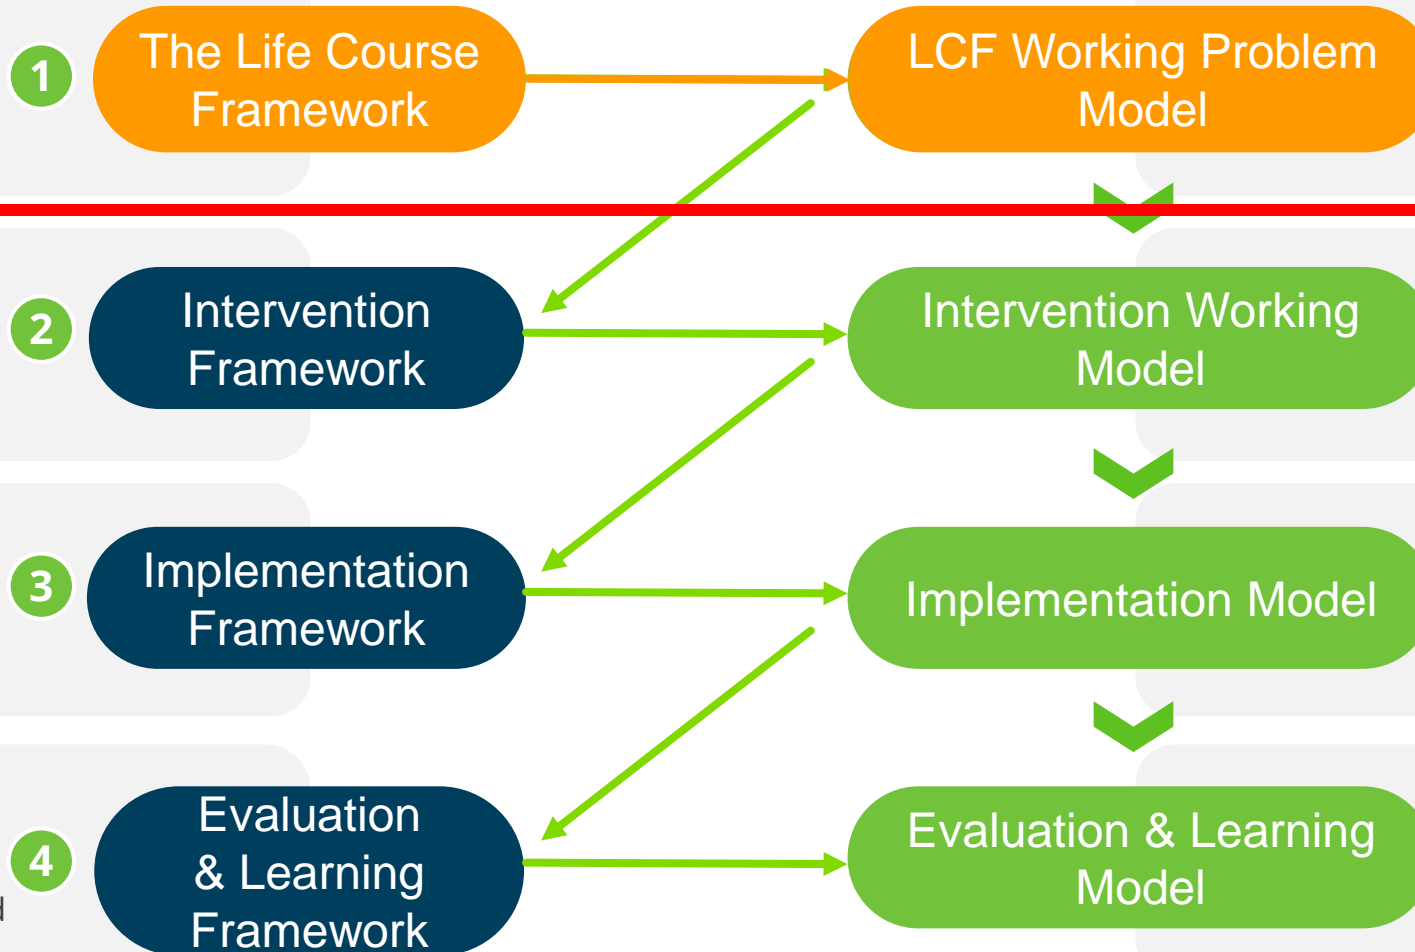 1
The Life Course
Framework
LCF Working Problem
Model
2
Intervention
Framework
Intervention Working
Model
3
Implementation
Framework
Implementation Model
4
Evaluation
& Learning
Framework
Evaluation & Learning
Model